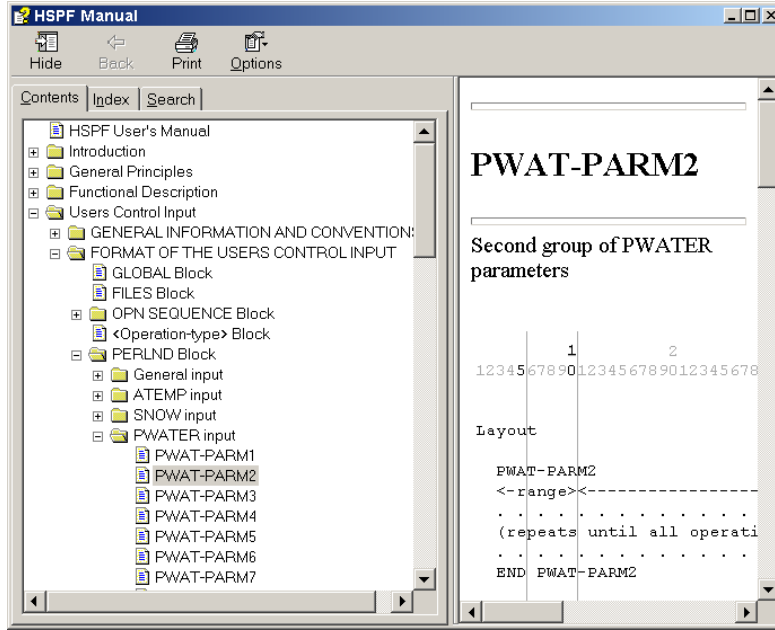 HSPF Manual
Hide Back Print Options
Contents Index Search
HSPF User's Manual
Introduction
General Principles
Functional Description
Users Control Input
GENERAL INFORMATION AND CONVENTION
FORMAT OF THE USERS CONTROL INPUT
GLOBAL Block
FILES Block
OPN SEQUENCE Block
<Operation-type> Block
PERLND Block
General input
ATEMP input
SNOW input
PWATER input
PWAT-PARM1
PWAT-PARM2
PWAT-PARM3
PWAT-PARM4
PWAT-PARM5
PWAT-PARM6
PWAT-PARM7
PWAT-PARM2
Second group of PWATER
parameters
1 2
1234567890123456789012345678
Layout
PWAT-PARM2
<-range><-----------------
. . . . . . . . . . . . .
(repeats until all operati
. . . . . . . . . . . . .
END PWAT-PARM2